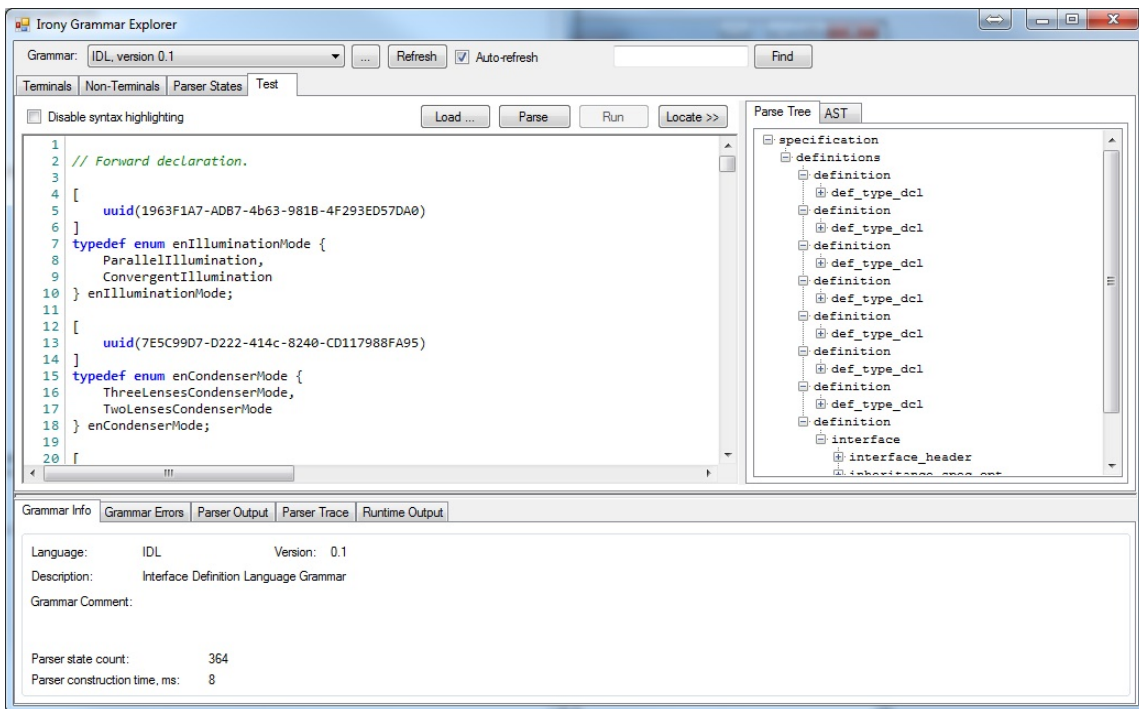 Irony Grammar Explorer
Grammar: IDL, version 0.1 ... Refresh Auto-refresh Find
Terminals Non-Terminals Parser States Test
Disable syntax highlighting Load ... Parse Run Locate >>
1
2 // Forward declaration.
3
4 [
5 uuid(1963F1A7-ADB7-4b63-981B-4F293ED57DA0)
6 ]
7 typedef enum enIlluminationMode {
8 ParallelIllumination,
9 ConvergentIllumination
10 } enIlluminationMode;
11
12 [
13 uuid(7E5C99D7-D222-414c-8240-CD117988FA95)
14 ]
15 typedef enum enCondenserMode {
16 ThreeLensesCondenserMode,
17 TwoLensesCondenserMode
18 } enCondenserMode;
19
20 [
Parse Tree AST
specification
definitions
definition
def_type_dcl
definition
def_type_dcl
definition
def_type_dcl
definition
def_type_dcl
definition
def_type_dcl
definition
def_type_dcl
definition
def_type_dcl
definition
interface
interface_header
inheritance_spec_opt
Grammar Info Grammar Errors Parser Output Parser Trace Runtime Output
Language: IDL Version: 0.1
Description: Interface Definition Language Grammar
Grammar Comment:
Parser state count: 364
Parser construction time, ms: 8